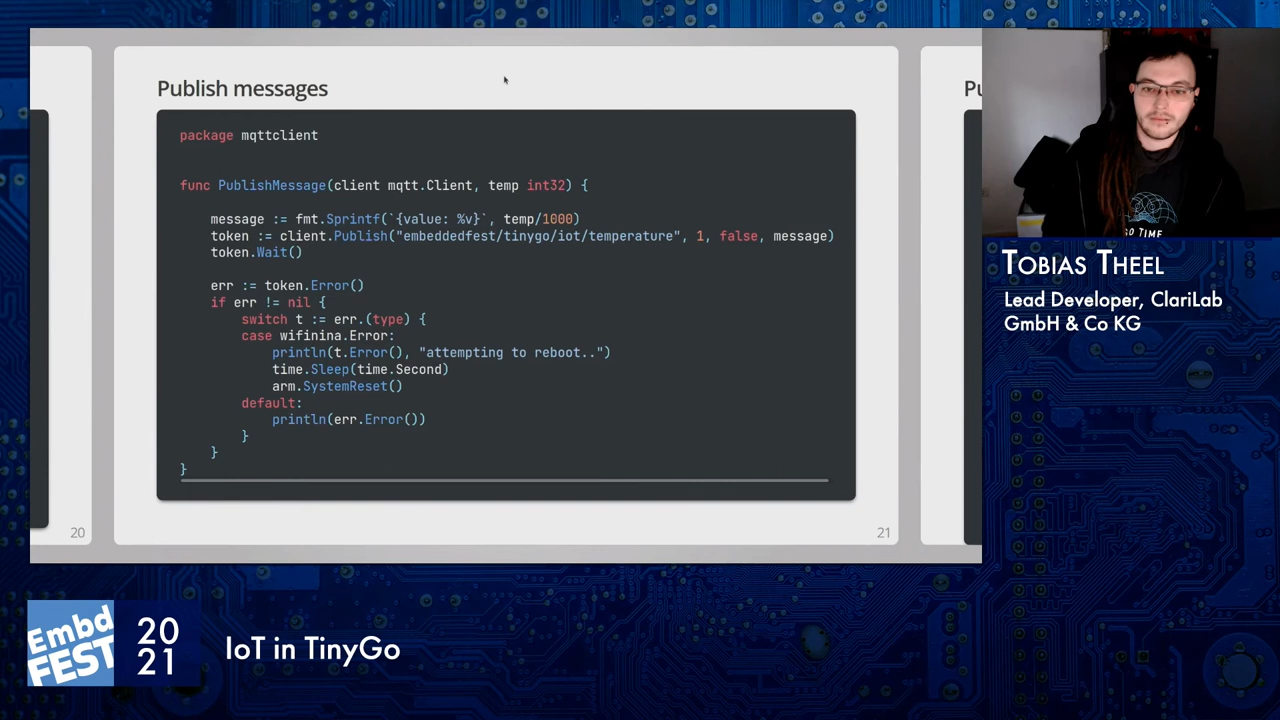 Publish messages
Pu
package mqttclient
func PublishMessage(client mqtt.Client, temp int32) {
message := fmt.Sprintf(`{value: %v}`, temp/1000)
token := client.Publish("embeddedfest/tinygo/iot/temperature", 1, false, message)
token.Wait()
err := token.Error()
if err != nil {
switch t := err.(type) {
case wifinina.Error:
println(t.Error(), "attempting to reboot..")
time.Sleep(time.Second)
arm.SystemReset()
default:
println(err.Error())
}
}
}
20
21
GO TIME
TOBIAS THEEL
Lead Developer, ClariLab
GmbH & Co KG
Embd
FEST
20
21
IoT in TinyGo